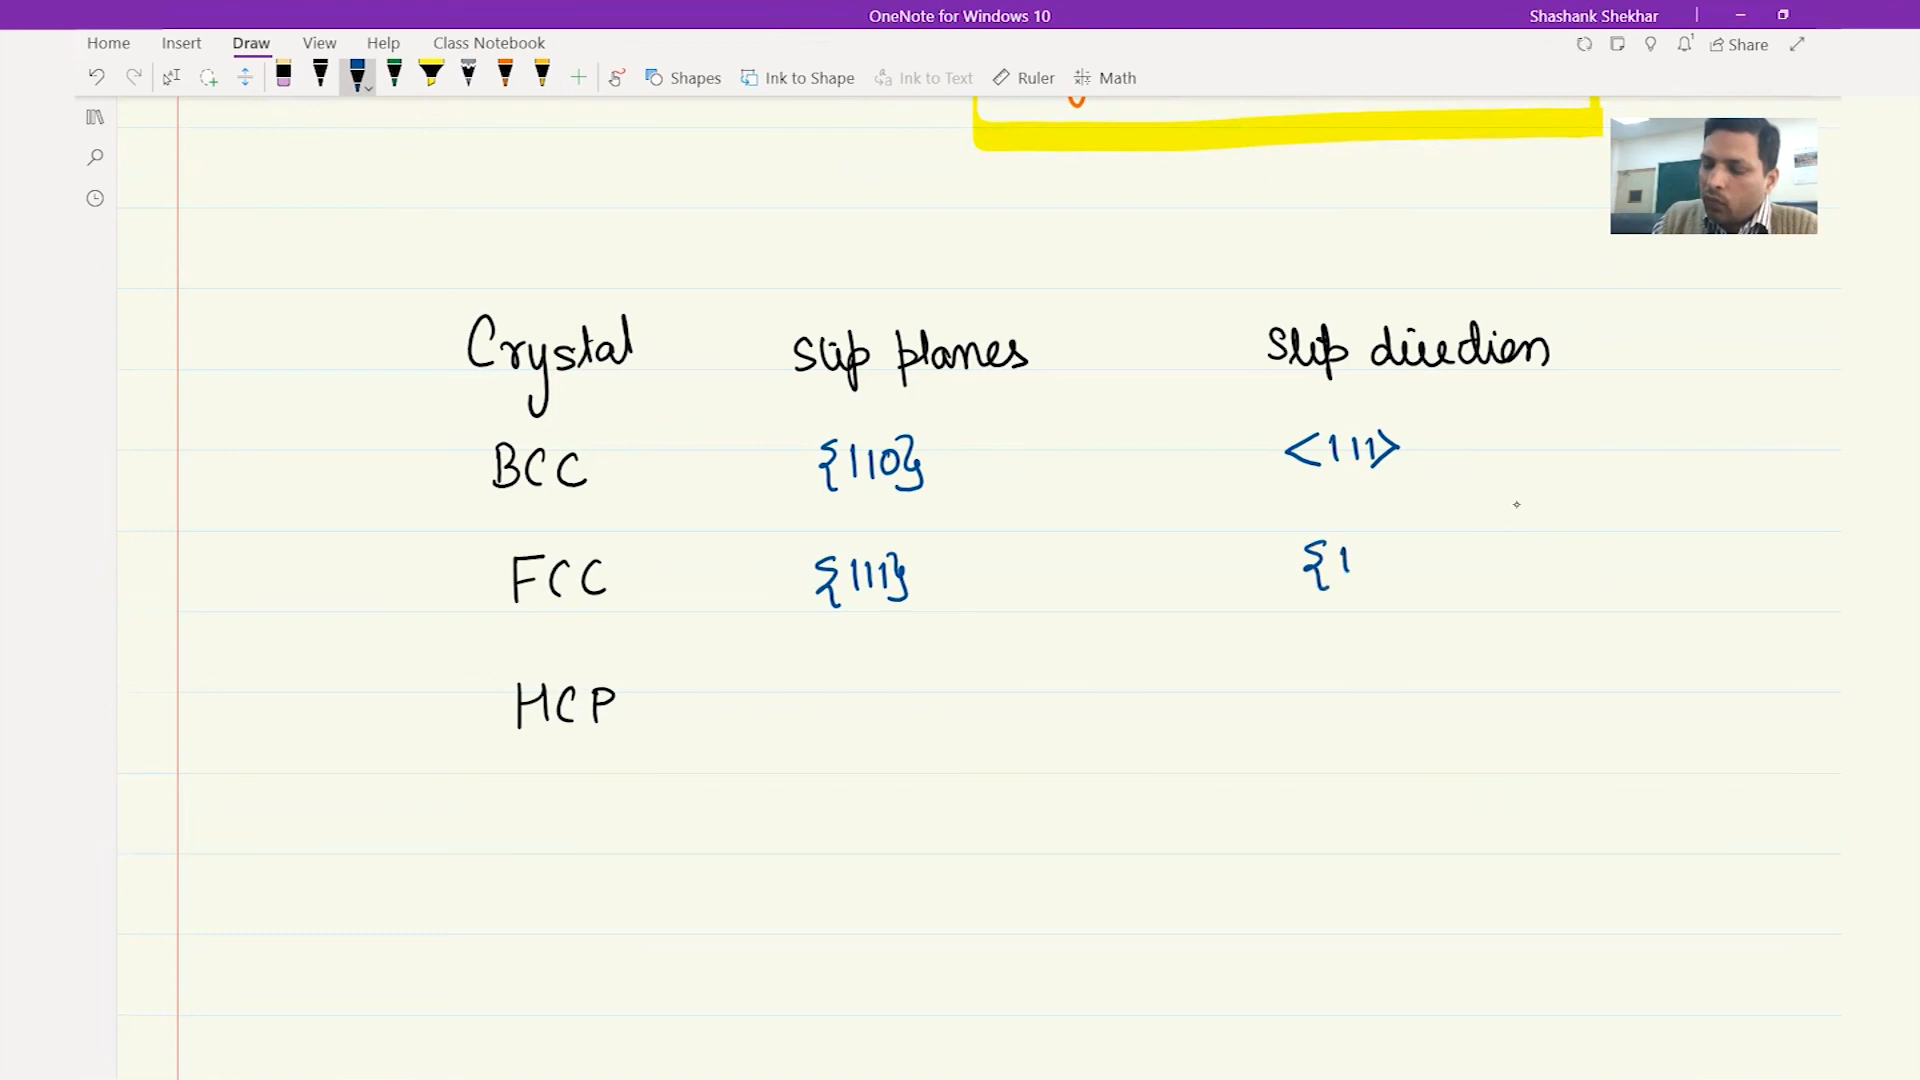 OneNote for Windows 10
Shashank Shekhar
Home Insert Draw View Help Class Notebook
Share
Shapes Ink to Shape Ink to Text Ruler Math
Crystal Slip planes Slip direction
BCC {110} <111>
FCC {111} {1
HCP